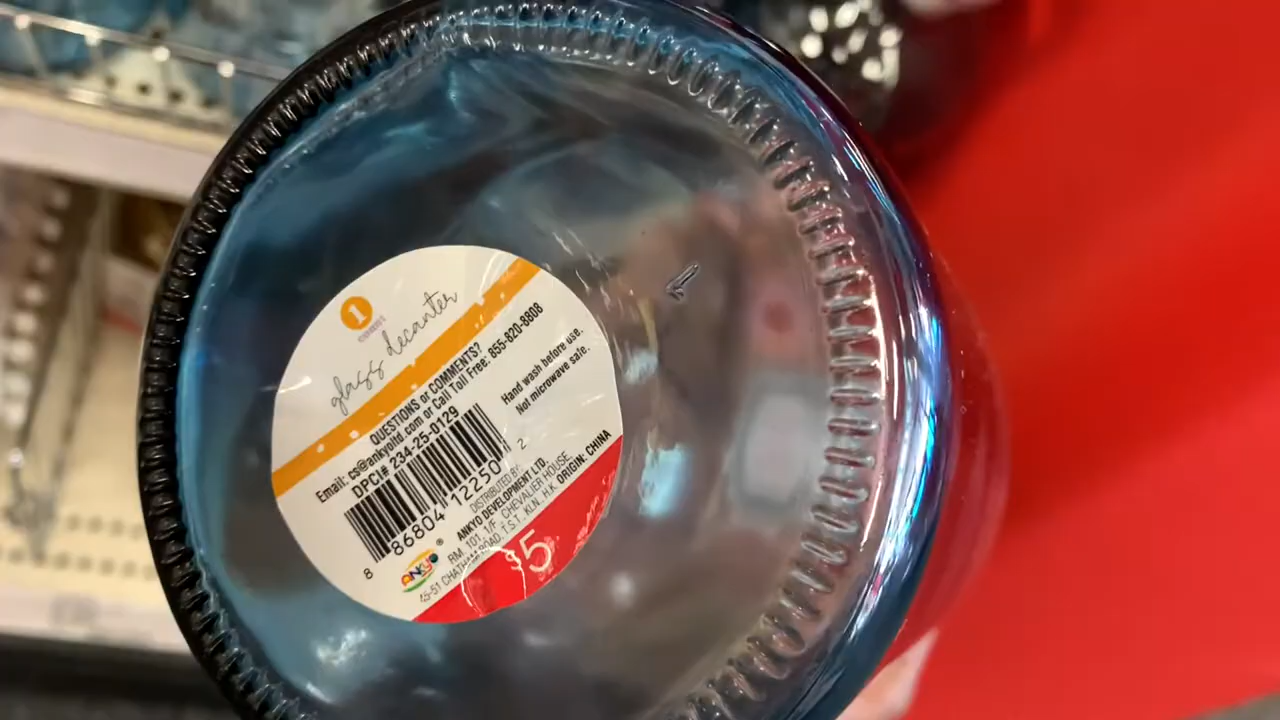 1
glass decanter
QUESTIONS or COMMENTS?
Email: cs@ankyoltd.com or Call Toll Free: 855-820-8808
DPCI# 234-25-0129
Hand wash before use.
Not microwave safe.
8 86804 12250 2
DISTRIBUTED BY:
ANKYO DEVELOPMENT LTD.
RM. 101, 1/F CHEVALIER HOUSE
45-51 CHATHAM ROAD, T.S.T. KLN., H.K. ORIGIN: CHINA
ANKYO ®
$5